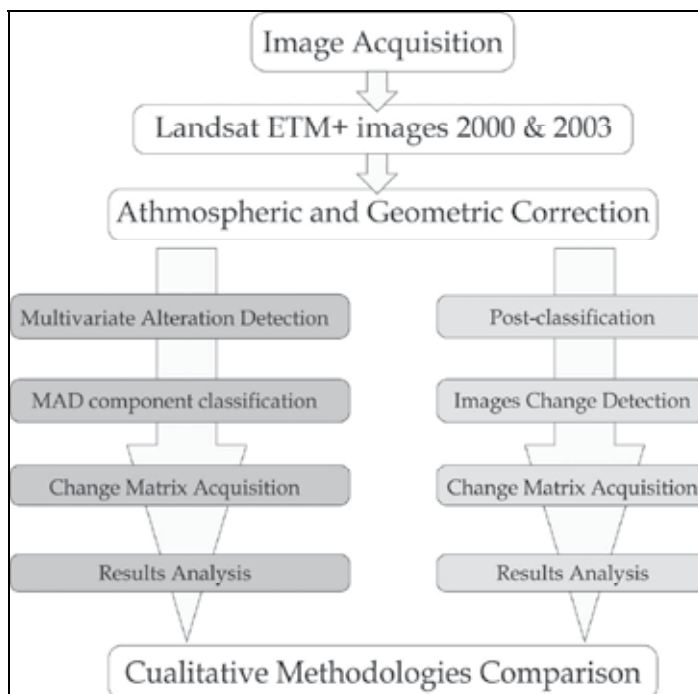 Image Acquisition
Landsat ETM+ images 2000 & 2003
Athmospheric and Geometric Correction
Multivariate Alteration Detection
MAD component classification
Change Matrix Acquisition
Results Analysis
Post-classification
Images Change Detection
Change Matrix Acquisition
Results Analysis
Cualitative Methodologies Comparison